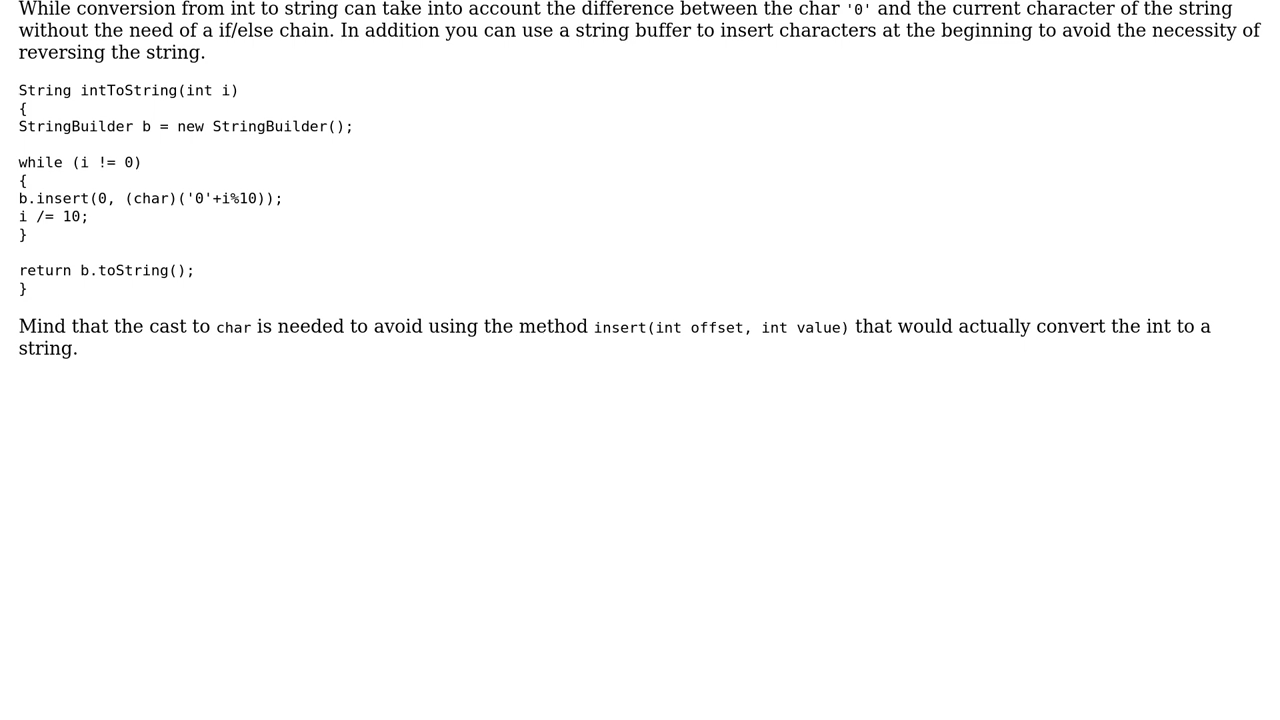 While conversion from int to string can take into account the difference between the char '0' and the current character of the string
without the need of a if/else chain. In addition you can use a string buffer to insert characters at the beginning to avoid the necessity of
reversing the string.
String intToString(int i)
{
StringBuilder b = new StringBuilder();
while (i != 0)
{
b.insert(0, (char)('0'+i%10));
i /= 10;
}
return b.toString();
}
Mind that the cast to char is needed to avoid using the method insert(int offset, int value) that would actually convert the int to a
string.